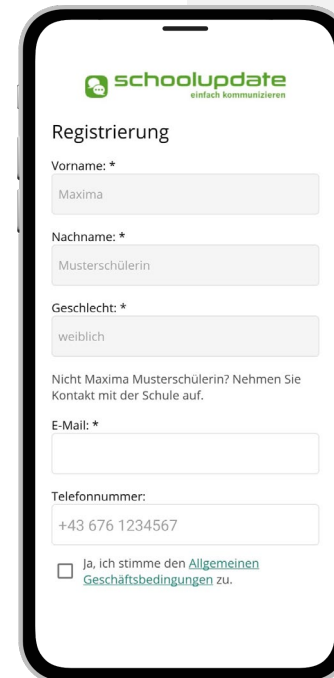 schoolupdate
einfach kommunizieren
Registrierung
Vorname: *
Maxima
Nachname: *
Musterschülerin
Geschlecht: *
weiblich
Nicht Maxima Musterschülerin? Nehmen Sie
Kontakt mit der Schule auf.
E-Mail: *
Telefonnummer:
+43 676 1234567
Ja, ich stimme den Allgemeinen
Geschäftsbedingungen zu.